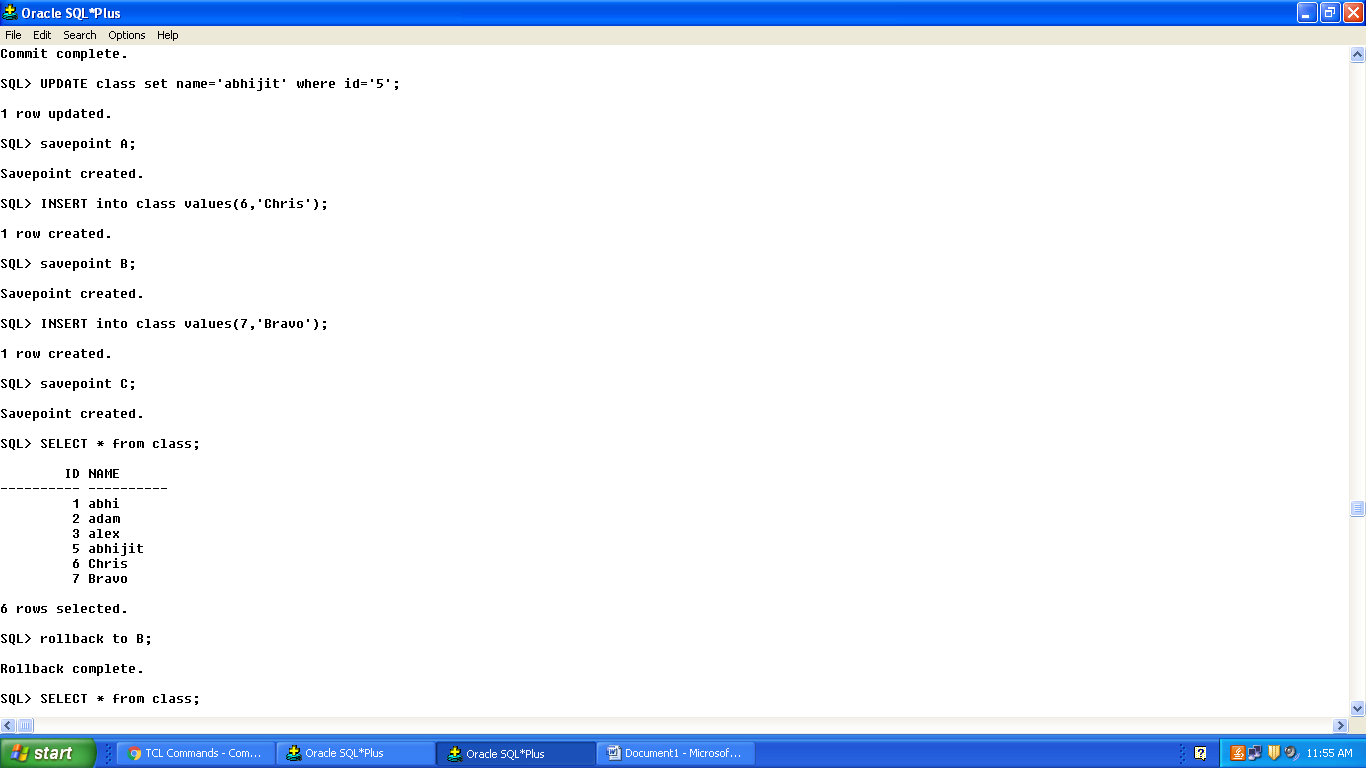 Oracle SQL*Plus
File Edit Search Options Help
Commit complete.
SQL> UPDATE class set name='abhijit' where id='5';
1 row updated.
SQL> savepoint A;
Savepoint created.
SQL> INSERT into class values(6,'Chris');
1 row created.
SQL> savepoint B;
Savepoint created.
SQL> INSERT into class values(7,'Bravo');
1 row created.
SQL> savepoint C;
Savepoint created.
SQL> SELECT * from class;
ID NAME
---------- ----------
1 abhi
2 adam
3 alex
5 abhijit
6 Chris
7 Bravo
6 rows selected.
SQL> rollback to B;
Rollback complete.
SQL> SELECT * from class;
start TCL Commands - Com... Oracle SQL*Plus Oracle SQL*Plus Document1 - Microsof... 11:55 AM